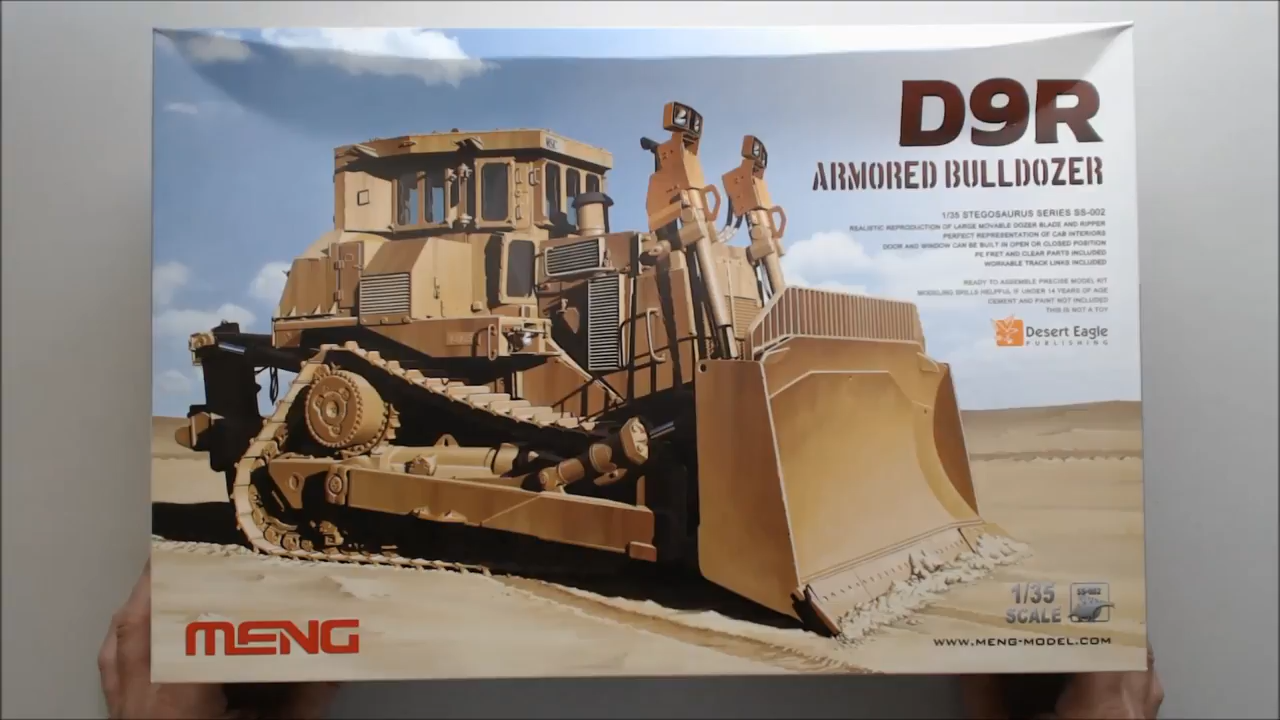 D9R
ARMORED BULLDOZER
1/35 STEGOSAURUS SERIES SS-002
REALISTIC REPRODUCTION OF LARGE MOVABLE DOZER BLADE AND RIPPER
PERFECT REPRESENTATION OF CAB INTERIORS
DOOR AND WINDOW CAN BE BUILT IN OPEN OR CLOSED POSITION
PE FRET AND CLEAR PARTS INCLUDED
WORKABLE TRACK LINKS INCLUDED
READY TO ASSEMBLE PRECISE MODEL KIT
MODELING SKILLS HELPFUL IF UNDER 14 YEARS OF AGE
CEMENT AND PAINT NOT INCLUDED
THIS IS NOT A TOY
Desert Eagle
PUBLISHING
1/35
SCALE
SS-002
MENG
WWW.MENG-MODEL.COM